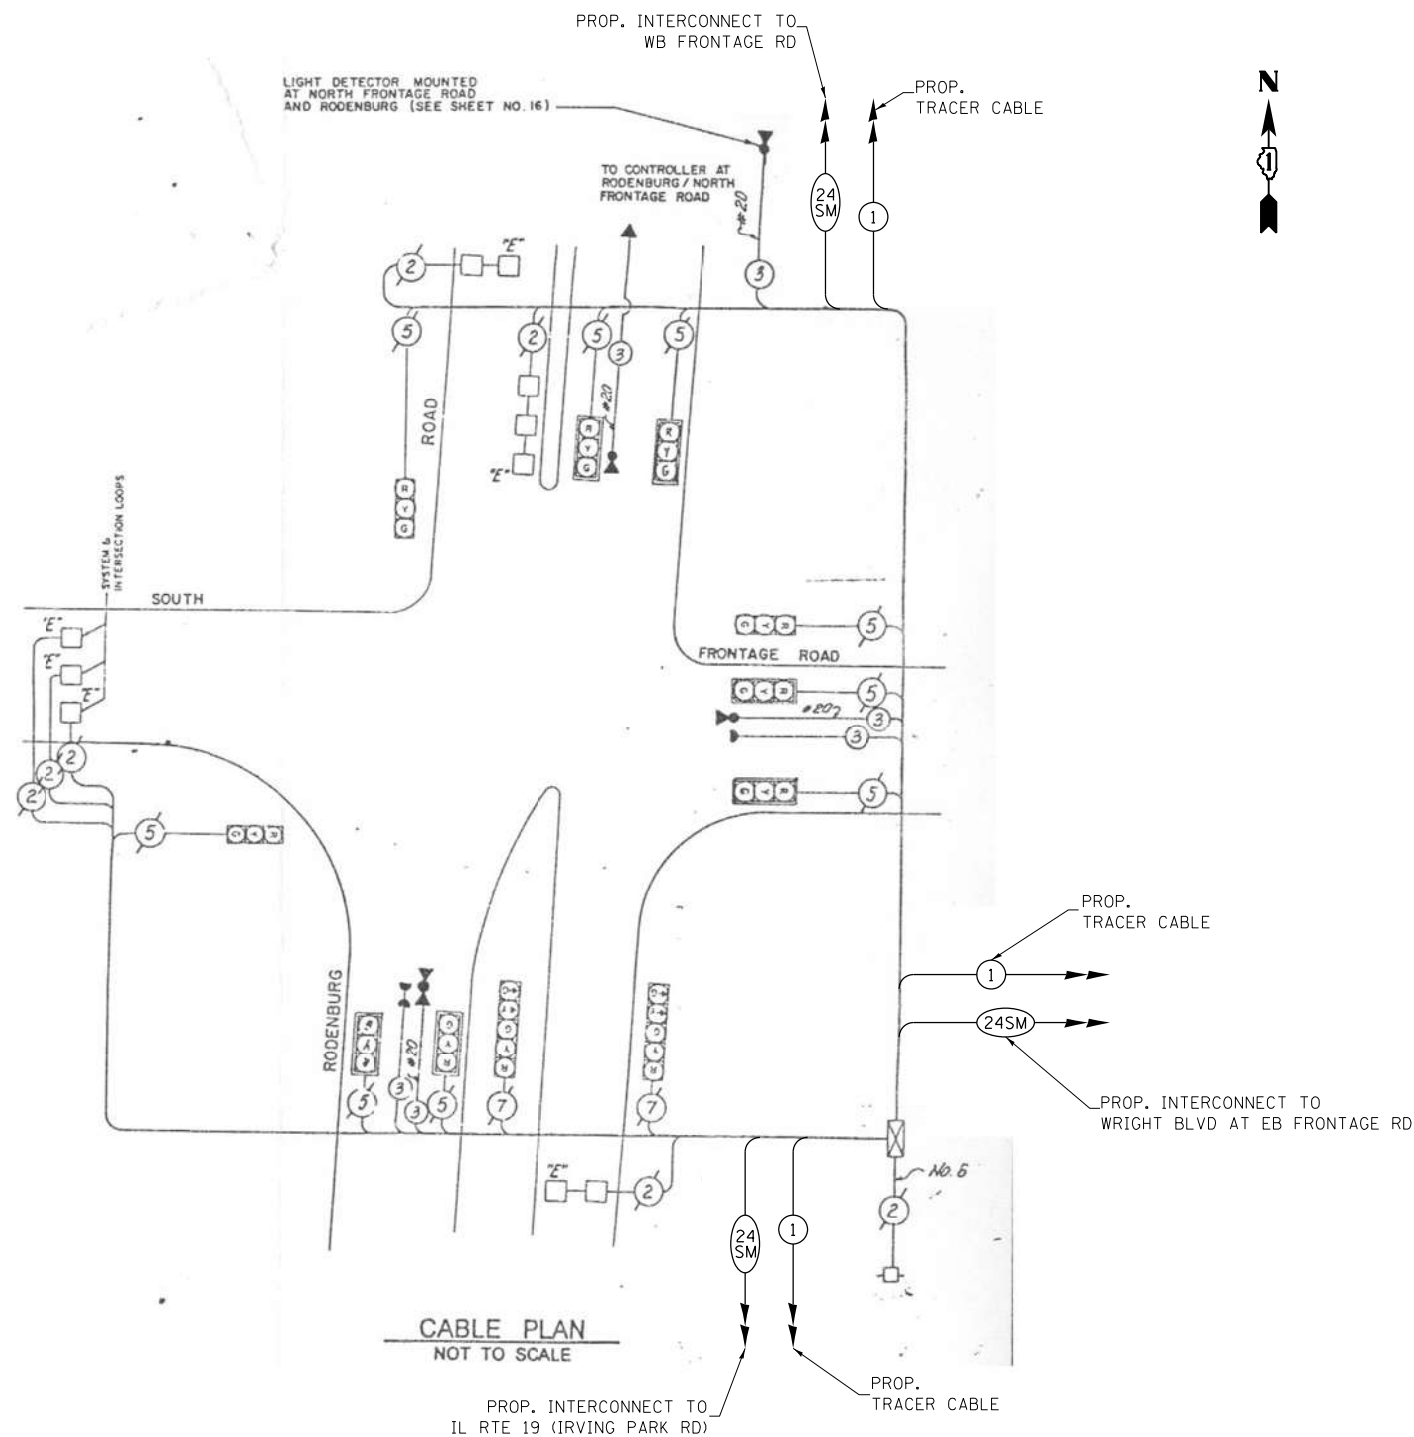 PROP. INTERCONNECT TO
WB FRONTAGE RD
LIGHT DETECTOR MOUNTED
AT NORTH FRONTAGE ROAD
AND RODENBURG (SEE SHEET NO. 16)
PROP.
TRACER CABLE
N
1
TO CONTROLLER AT
RODENBURG / NORTH
FRONTAGE ROAD
#20
24
SM
1
3
2
"E"
5
2
5
3
5
#20
"E"
R
Y
G
R
Y
G
R
Y
G
ROAD
SYSTEM &
INTERSECTION LOOPS
SOUTH
"E"
"E"
"E"
2
2
2
5
G Y R
G Y R
5
FRONTAGE ROAD
G Y R
5
#20
3
3
G Y R
5
PROP.
TRACER CABLE
1
24SM
PROP. INTERCONNECT TO
WRIGHT BLVD AT EB FRONTAGE RD
RODENBURG
G
Y
R
G
Y
R
G
Y
R
G
Y
R
#20
5
3
3
5
7
7
"E"
2
No. 6
2
24
SM
1
CABLE PLAN
NOT TO SCALE
PROP. INTERCONNECT TO
IL RTE 19 (IRVING PARK RD)
PROP.
TRACER CABLE